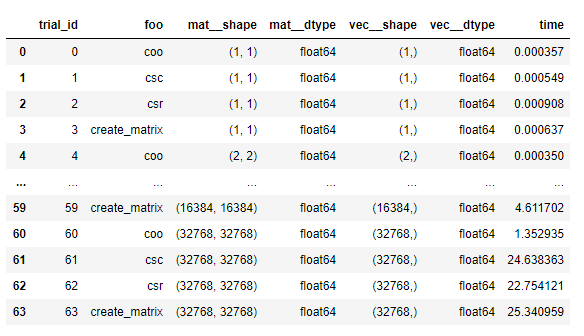 trial_id foo mat__shape mat__dtype vec__shape vec__dtype time
0 0 coo (1, 1) float64 (1,) float64 0.000357
1 1 csc (1, 1) float64 (1,) float64 0.000549
2 2 csr (1, 1) float64 (1,) float64 0.000908
3 3 create_matrix (1, 1) float64 (1,) float64 0.000637
4 4 coo (2, 2) float64 (2,) float64 0.000350
... ... ... ... ... ... ... ...
59 59 create_matrix (16384, 16384) float64 (16384,) float64 4.611702
60 60 coo (32768, 32768) float64 (32768,) float64 1.352935
61 61 csc (32768, 32768) float64 (32768,) float64 24.638363
62 62 csr (32768, 32768) float64 (32768,) float64 22.754121
63 63 create_matrix (32768, 32768) float64 (32768,) float64 25.340959